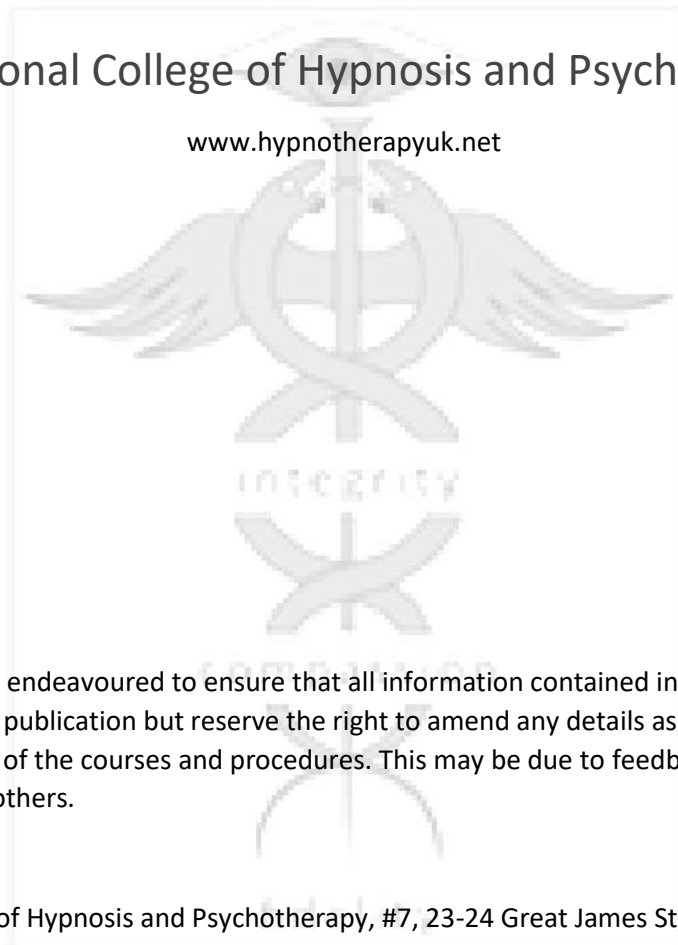 onal College of Hypnosis and Psych
www.hypnotherapyuk.net
integrity
endeavoured to ensure that all information contained in
publication but reserve the right to amend any details as
of the courses and procedures. This may be due to feedb
others.
of Hypnosis and Psychotherapy, #7, 23-24 Great James St